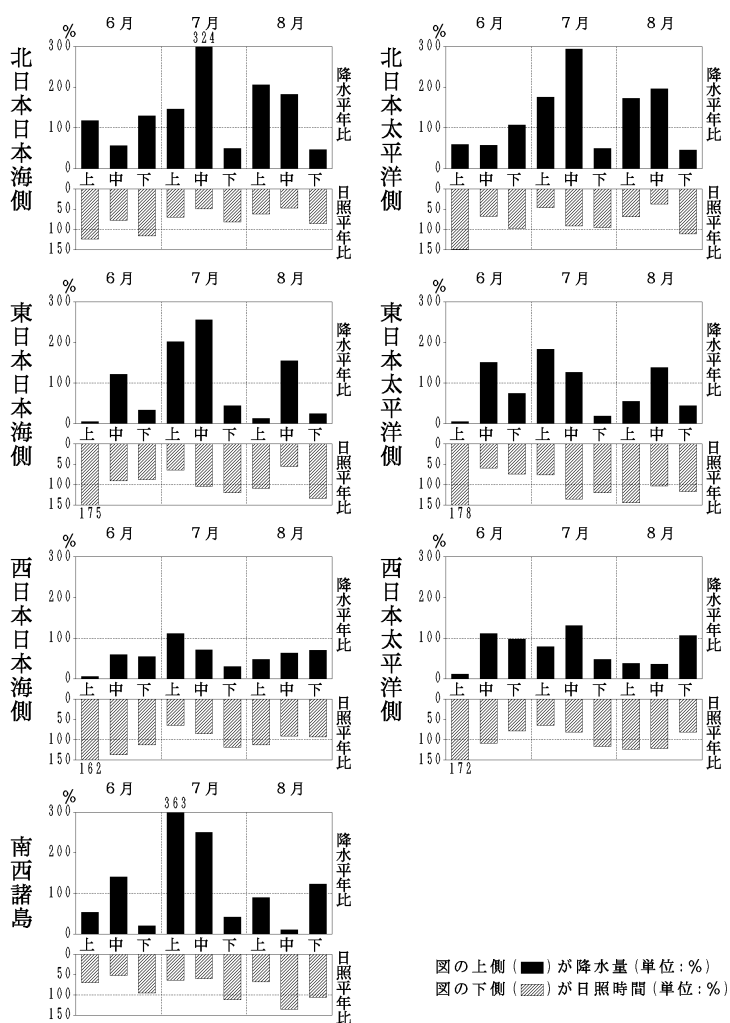 北日本日本海側
%
6月 7月 8月
324
300
200
100
0
降水平年比
上 中 下 上 中 下 上 中 下
0
50
100
150
日照平年比
北日本太平洋側
%
6月 7月 8月
300
200
100
0
降水平年比
上 中 下 上 中 下 上 中 下
0
50
100
150
日照平年比
東日本日本海側
%
6月 7月 8月
300
200
100
0
降水平年比
上 中 下 上 中 下 上 中 下
0
50
100
150
175
日照平年比
東日本太平洋側
%
6月 7月 8月
300
200
100
0
降水平年比
上 中 下 上 中 下 上 中 下
0
50
100
150
178
日照平年比
西日本日本海側
%
6月 7月 8月
300
200
100
0
降水平年比
上 中 下 上 中 下 上 中 下
0
50
100
150
162
日照平年比
西日本太平洋側
%
6月 7月 8月
300
200
100
0
降水平年比
上 中 下 上 中 下 上 中 下
0
50
100
150
172
日照平年比
南西諸島
%
6月 7月 8月
363
300
200
100
0
降水平年比
上 中 下 上 中 下 上 中 下
0
50
100
150
日照平年比
図の上側(■)が降水量(単位:%)
図の下側(▨)が日照時間(単位:%)